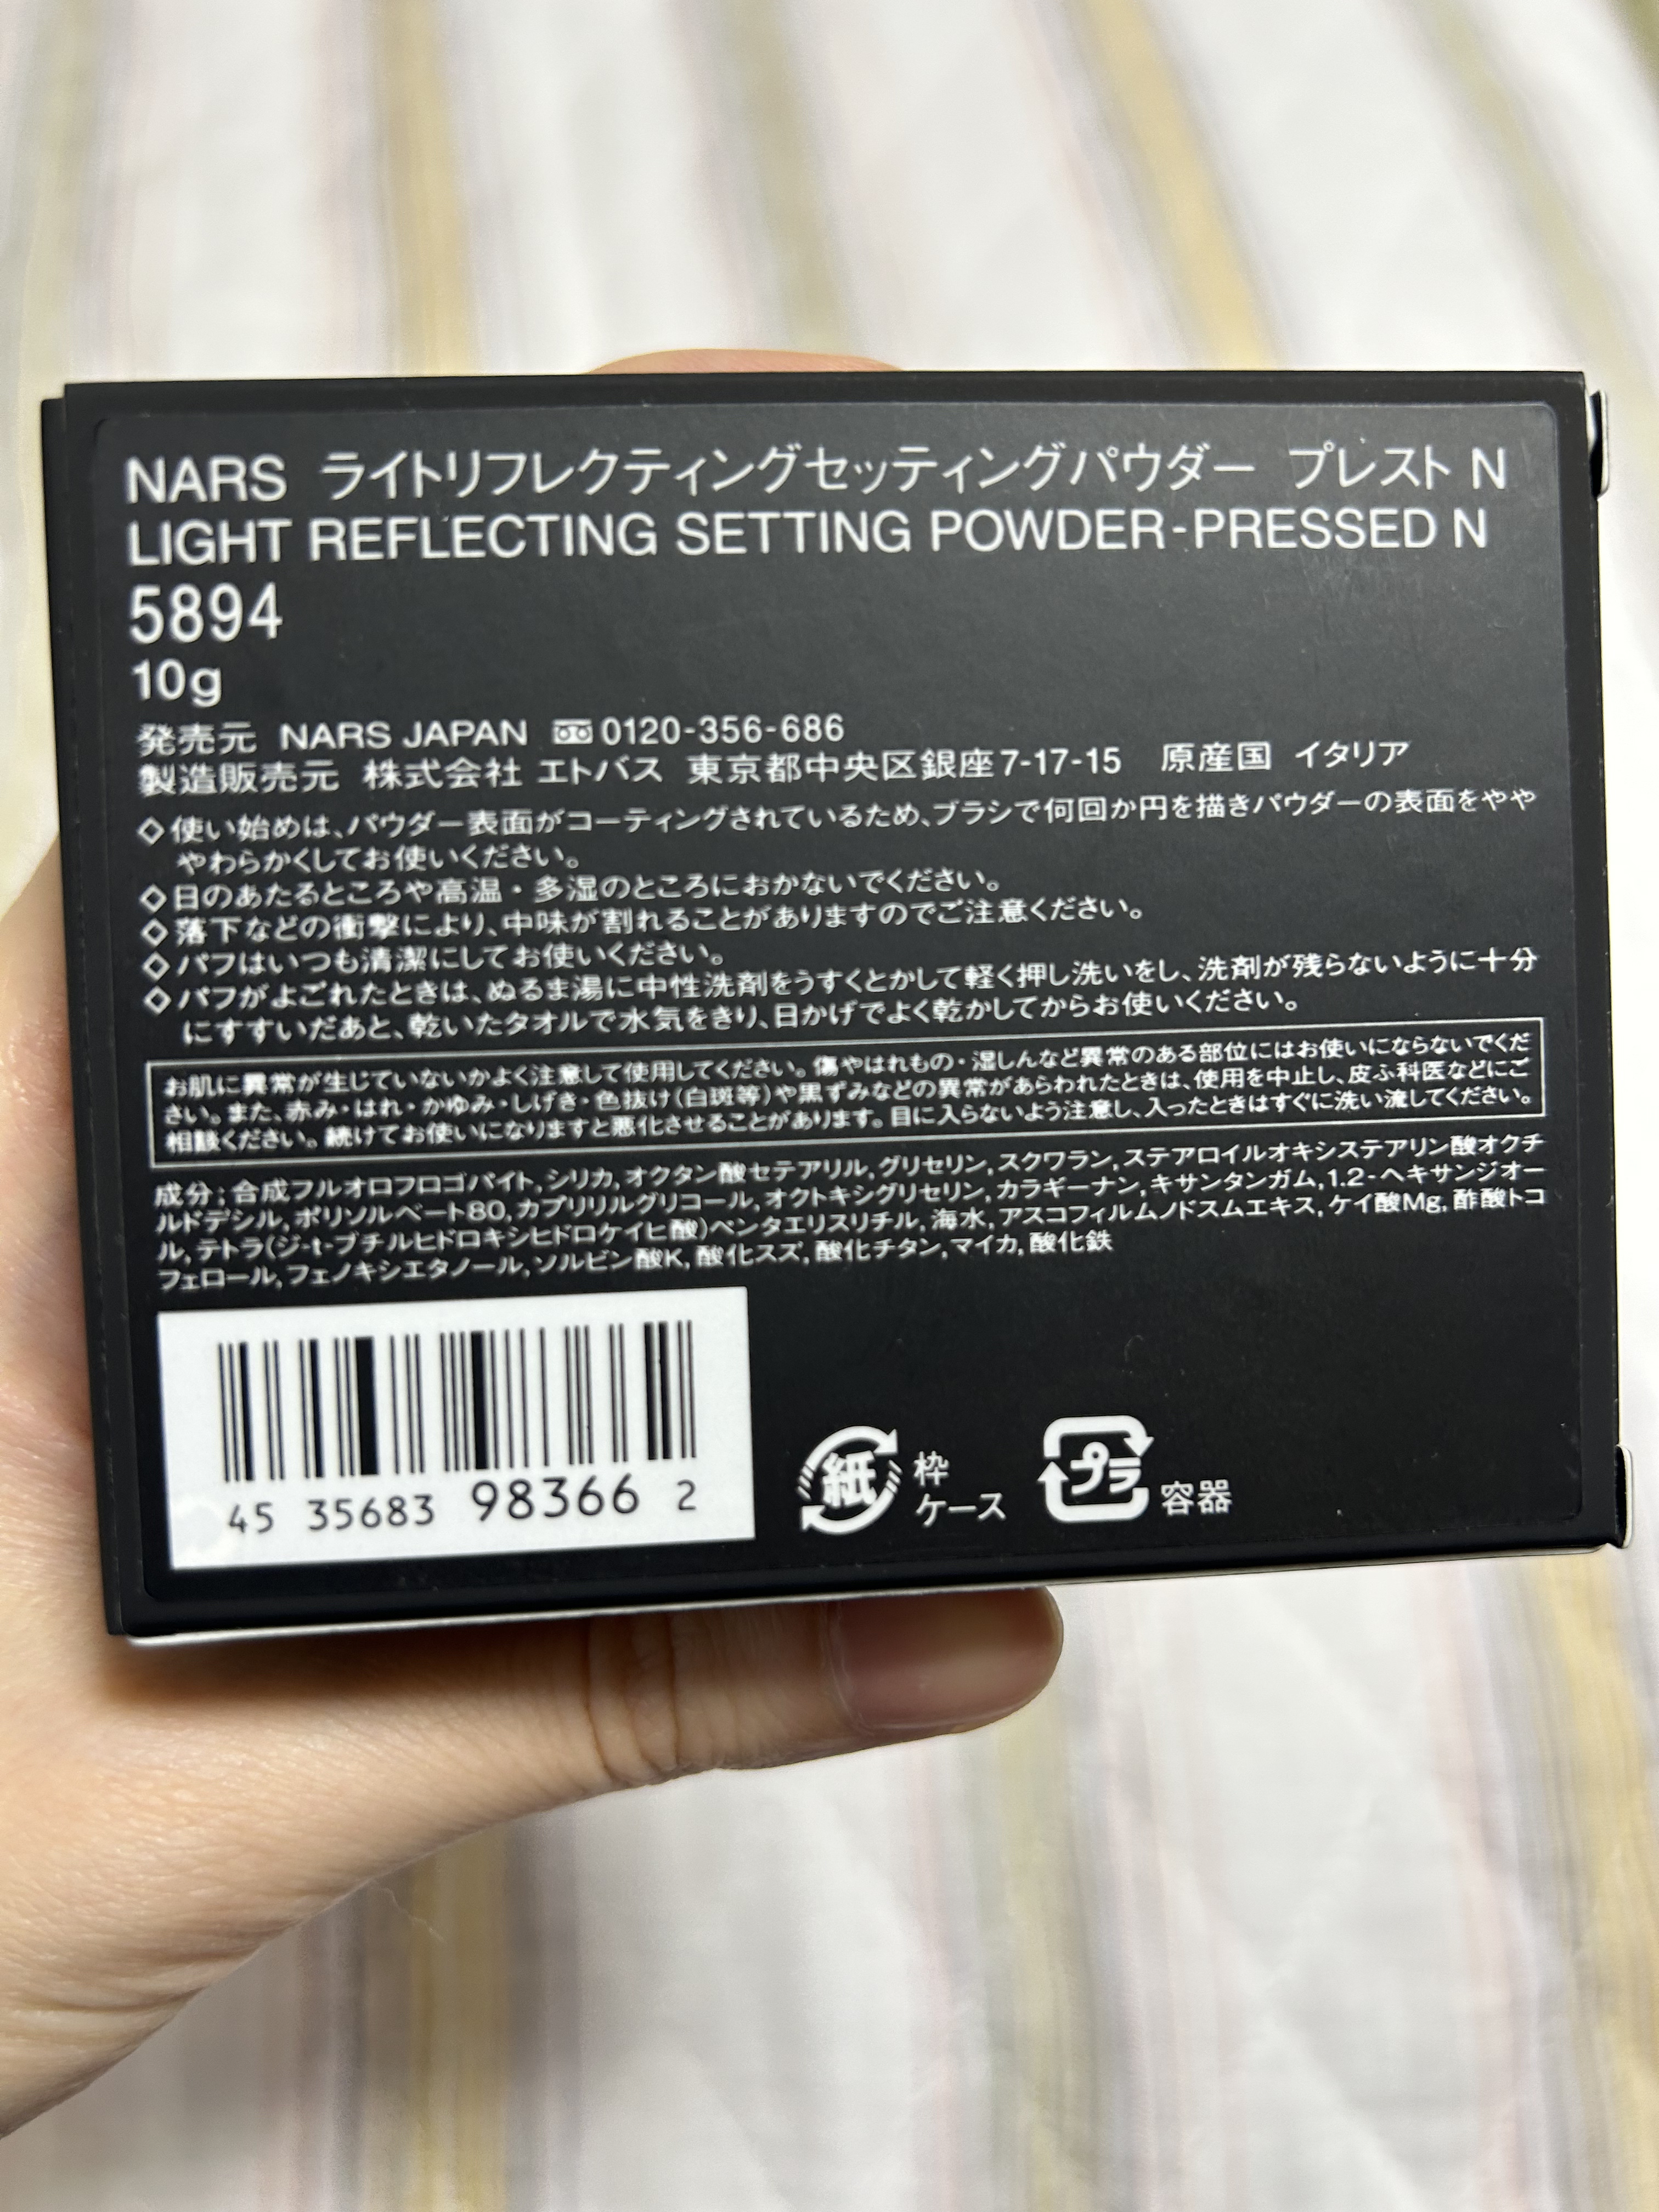 NARS ライトリフレクティングセッティングパウダー プレスト N
LIGHT REFLECTING SETTING POWDER-PRESSED N
5894
10g
発売元 NARS JAPAN 0120-356-686
製造販売元 株式会社 エトバス 東京都中央区銀座7-17-15 原産国 イタリア
◇使い始めは、パウダー表面がコーティングされているため、ブラシで何回か円を描きパウダーの表面をやや
やわらかくしてお使いください。
◇日のあたるところや高温・多湿のところにおかないでください。
◇落下などの衝撃により、中味が割れることがありますのでご注意ください。
◇パフはいつも清潔にしてお使いください。
◇パフがよごれたときは、ぬるま湯に中性洗剤をうすくとかして軽く押し洗いをし、洗剤が残らないように十分
にすすいだあと、乾いたタオルで水気をきり、日かげでよく乾かしてからお使いください。
お肌に異常が生じていないかよく注意して使用してください。傷やはれもの・湿しんなど異常のある部位にはお使いにならないでくだ
さい。また、赤み・はれ・かゆみ・しげき・色抜け(白斑等)や黒ずみなどの異常があらわれたときは、使用を中止し、皮ふ科医などにご
相談ください。続けてお使いになりますと悪化させることがあります。目に入らないよう注意し、入ったときはすぐに洗い流してください。
成分；合成フルオロフロゴパイト,シリカ,オクタン酸セテアリル,グリセリン,スクワラン,ステアロイルオキシステアリン酸オクチ
ルドデシル,ポリソルベート80,カプリリルグリコール,オクトキシグリセリン,カラギーナン,キサンタンガム,1.2-ヘキサンジオー
ル,テトラ(ジ-t-ブチルヒドロキシヒドロケイヒ酸)ペンタエリスリチル,海水,アスコフィルムノドスムエキス,ケイ酸Mg,酢酸トコ
フェロール,フェノキシエタノール,ソルビン酸K,酸化スズ,酸化チタン,マイカ,酸化鉄
45 35683 98366 2
紙 枠
ケース
プラ 容器